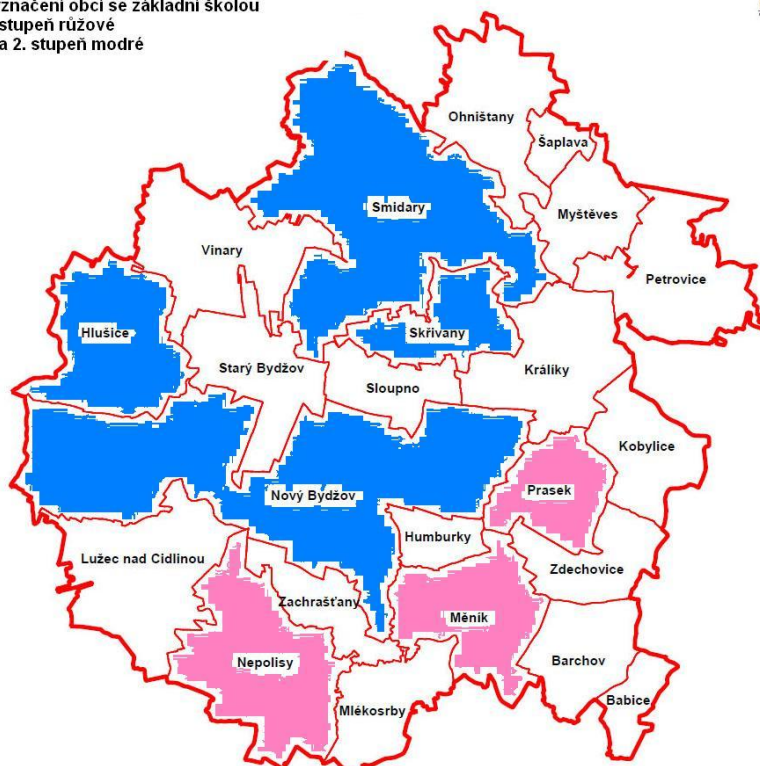 značení obcí se základní školou
stupeň růžové
a 2. stupeň modré
Ohništany
Šaplava
Smidary
Myštěves
Vinary
Petrovice
Hlušice
Skřivany
Starý Bydžov
Králíky
Sloupno
Kobylice
Prasek
Nový Bydžov
Humburky
Lužec nad Cidlinou
Zdechovice
Zachrašťany
Měník
Nepolisy
Barchov
Babice
Mlékosrby